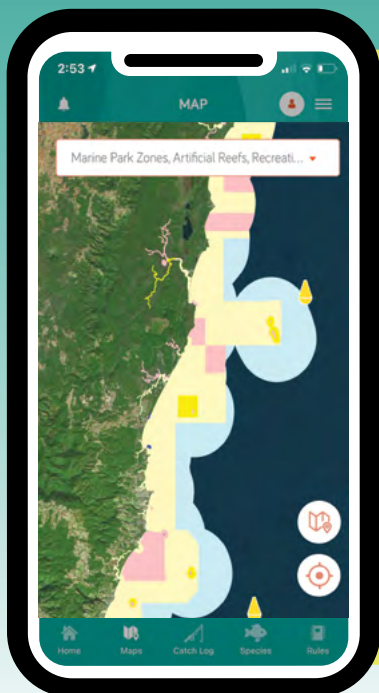 2:53
MAP
Marine Park Zones, Artificial Reefs, Recreati...
Home
Maps
Catch Log
Species
Rules